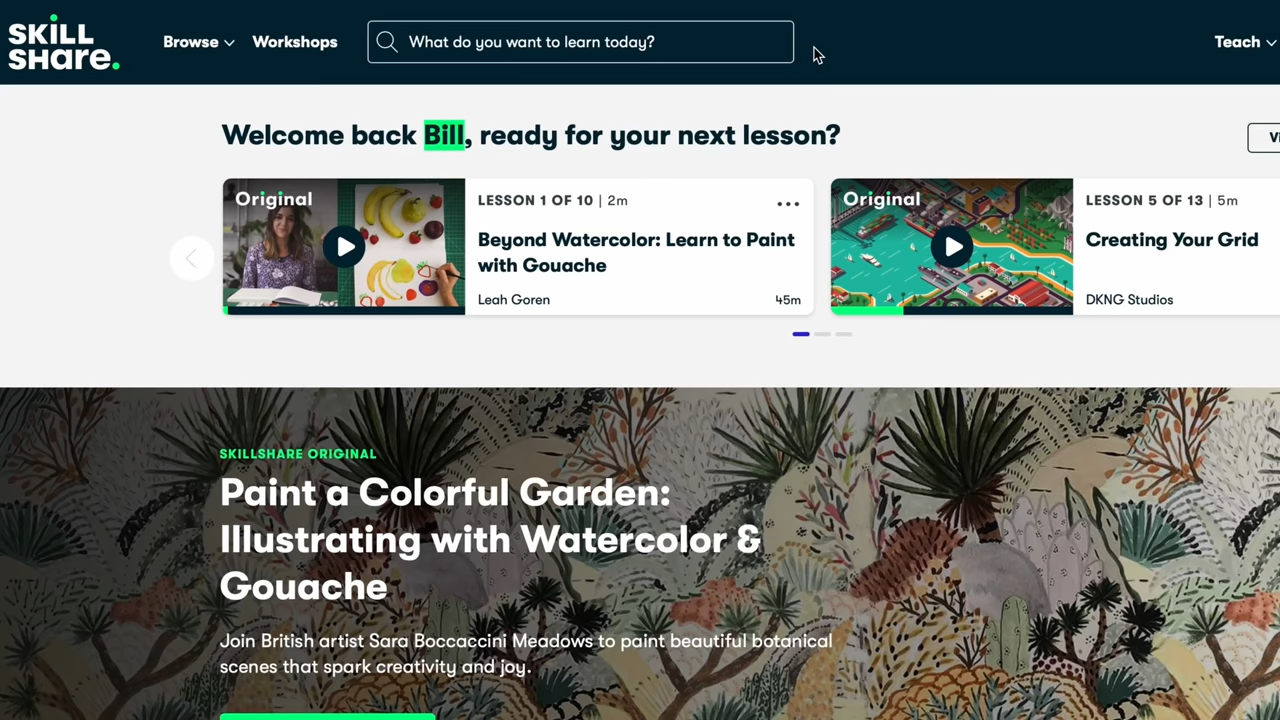 SKILL
SHARE.
Browse
Workshops
What do you want to learn today?
Teach
Welcome back Bill, ready for your next lesson?
Original
LESSON 1 OF 10 | 2m
Beyond Watercolor: Learn to Paint
with Gouache
Leah Goren
45m
Original
LESSON 5 OF 13 | 5m
Creating Your Grid
DKNG Studios
SKILLSHARE ORIGINAL
Paint a Colorful Garden:
Illustrating with Watercolor &
Gouache
Join British artist Sara Boccaccini Meadows to paint beautiful botanical
scenes that spark creativity and joy.